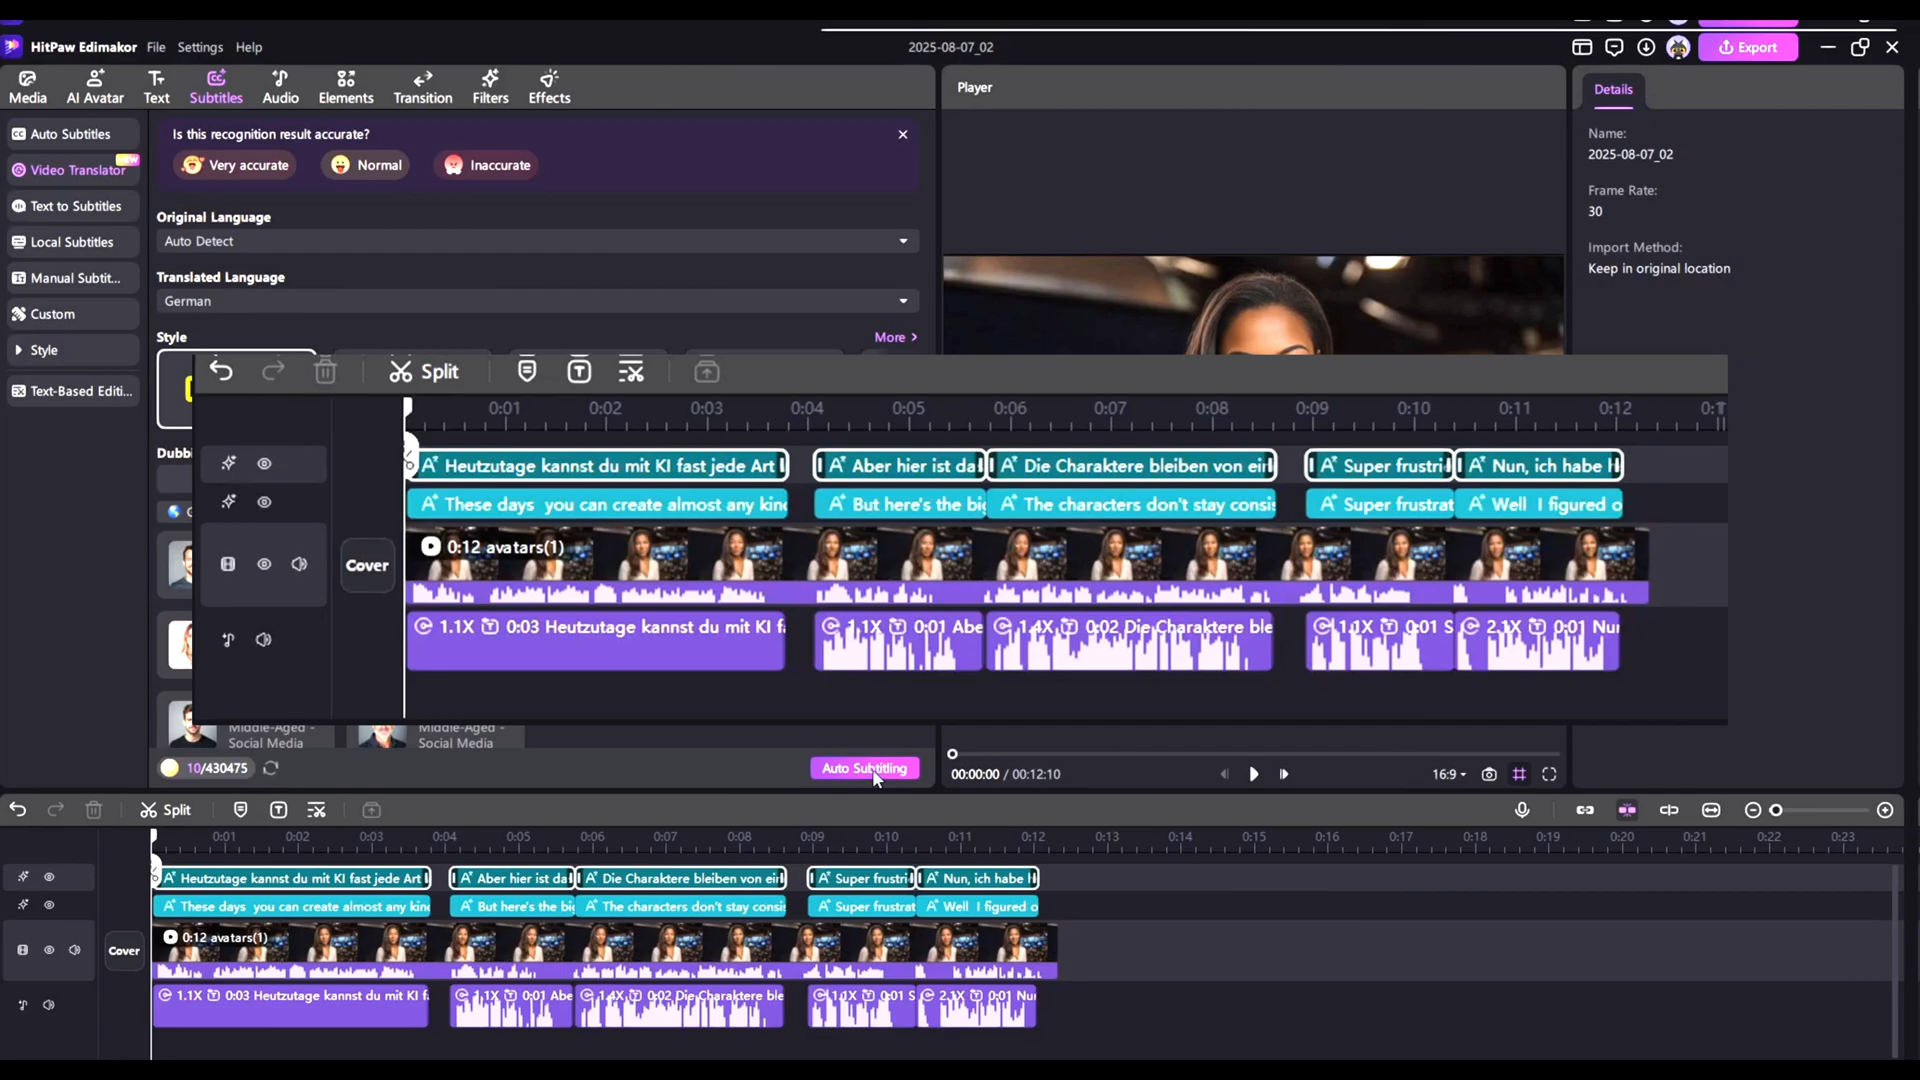 HitPaw Edimakor File Settings Help
2025-08-07_02
Export
Media AI Avatar Text Subtitles Audio Elements Transition Filters Effects
Player
Details
Auto Subtitles
Video Translator
NEW
Text to Subtitles
Local Subtitles
Manual Subtit...
Custom
Style
Text-Based Editi...
Is this recognition result accurate?
Very accurate Normal Inaccurate
Original Language
Auto Detect
Translated Language
German
Style More >
Name:
2025-08-07_02
Frame Rate:
30
Import Method:
Keep in original location
Split
0:01 0:02 0:03 0:04 0:05 0:06 0:07 0:08 0:09 0:10 0:11 0:12
Heutzutage kannst du mit KI fast jede Art Aber hier ist da Die Charaktere bleiben von ein Super frustri Nun, ich habe h
These days you can create almost any kind But here's the big The characters don't stay consis Super frustrat Well I figured o
0:12 avatars(1)
Cover
1.1X 0:03 Heutzutage kannst du mit KI f 1.1X 0:01 Abe 1.4X 0:02 Die Charaktere ble 1.1X 0:01 S 2.1X 0:01 Nun
Middle-Aged - Middle-Aged -
Social Media Social Media
10/430475
Auto Subtitling
00:00:00 / 00:12:10
16:9
Split
0:01 0:02 0:03 0:04 0:05 0:06 0:07 0:08 0:09 0:10 0:11 0:12 0:13 0:14 0:15 0:16 0:17 0:18 0:19 0:20 0:21 0:22 0:23
Heutzutage kannst du mit KI fast jede Art Aber hier ist da Die Charaktere bleiben von ein Super frustri Nun, ich habe h
These days you can create almost any kind But here's the big The characters don't stay consis Super frustrat Well I figured o
0:12 avatars(1)
Cover
1.1X 0:03 Heutzutage kannst du mit KI f 1.1X 0:01 Abe 1.4X 0:02 Die Charaktere ble 1.1X 0:01 S 2.1X 0:01 Nun